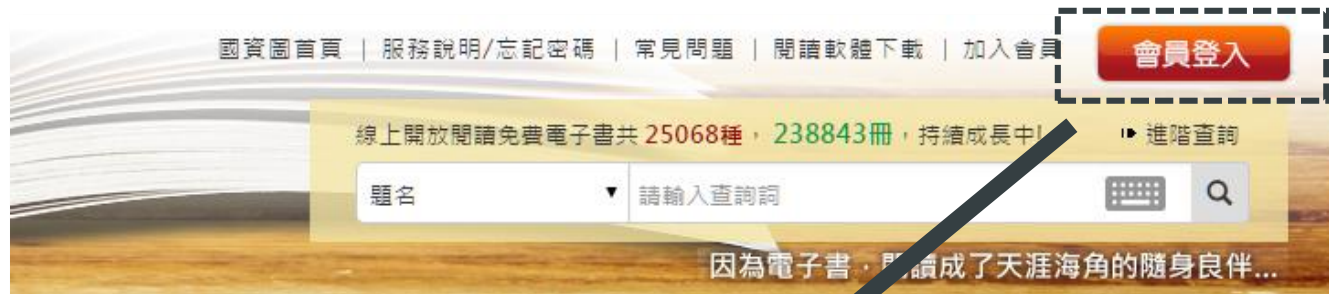 國資圖首頁 | 服務說明/忘記密碼 | 常見問題 | 閱讀軟體下載 | 加入會員
會員登入
線上開放閱讀免費電子書共 25068種, 238843冊,持續成長中!
進階查詢
題名
請輸入查詢詞
因為電子書,閱讀成了天涯海角的隨身良伴...